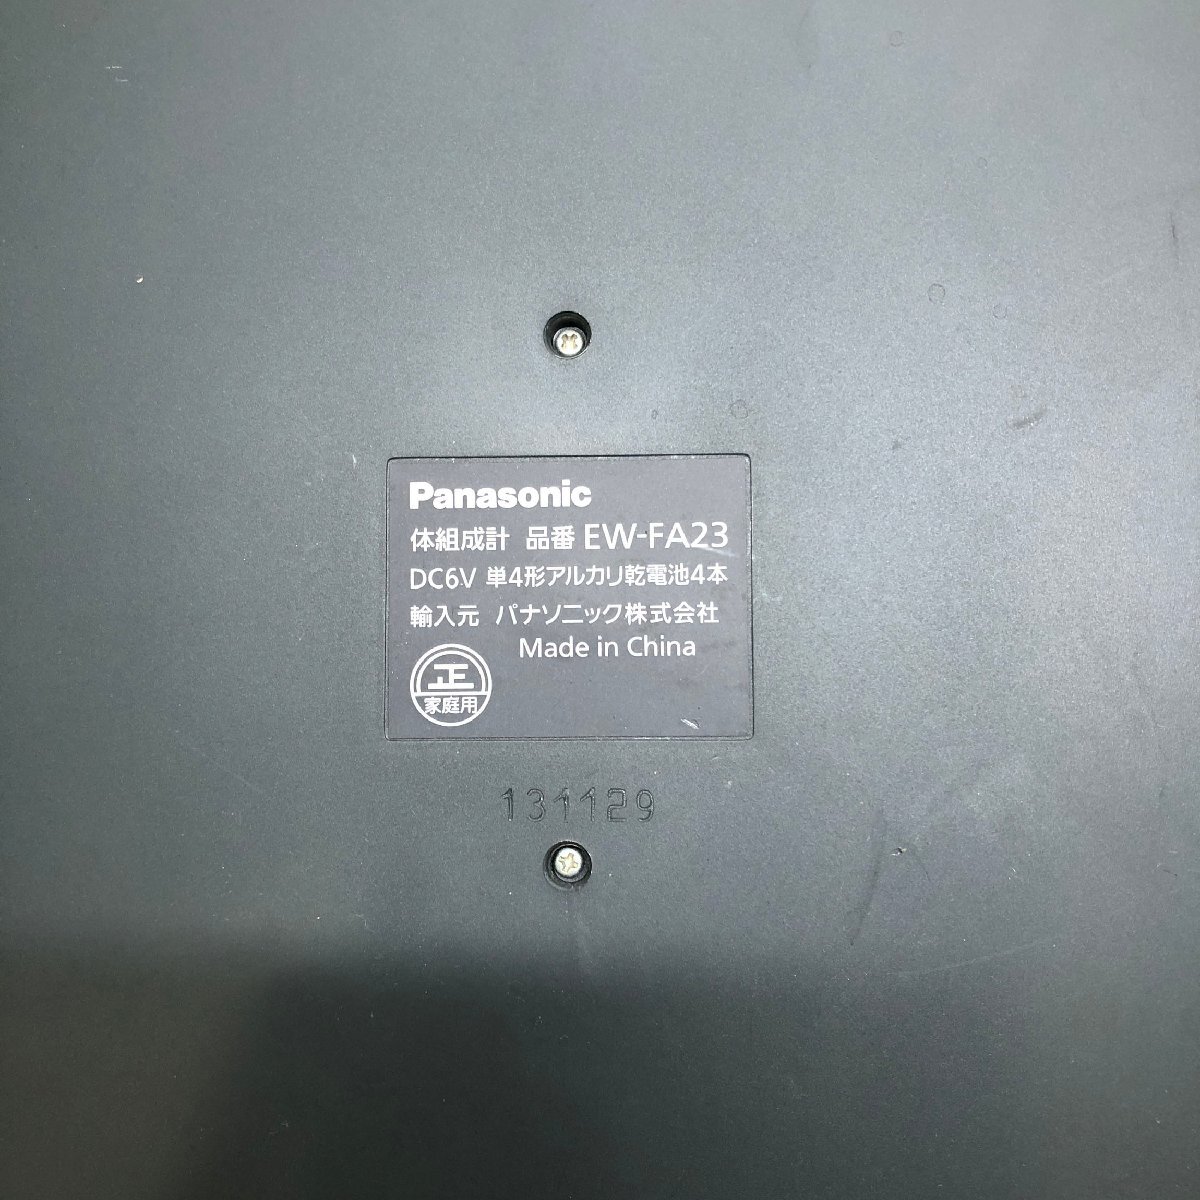 Panasonic
体組成計 品番 EW-FA23
DC6V 単4形アルカリ乾電池4本
輸入元 パナソニック株式会社
Made in China
正
家庭用
131129